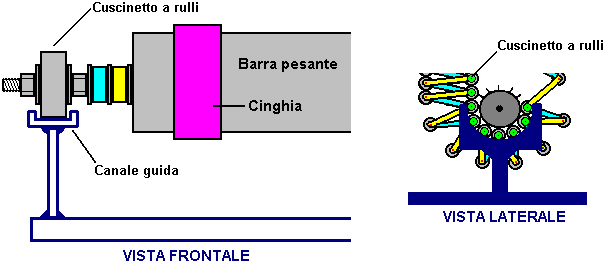 Cuscinetto a rulli
Barra pesante
Cinghia
Canale guida
VISTA FRONTALE
Cuscinetto a rulli
VISTA LATERALE